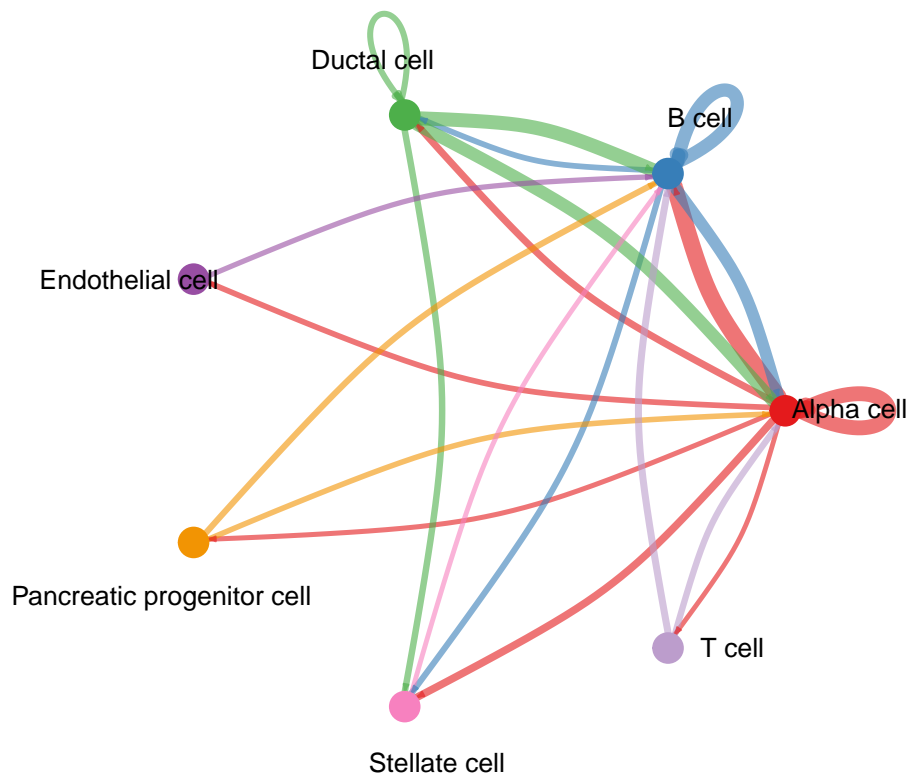 Ductal cell
B cell
Endothelial cell
Alpha cell
Pancreatic progenitor cell
T cell
Stellate cell